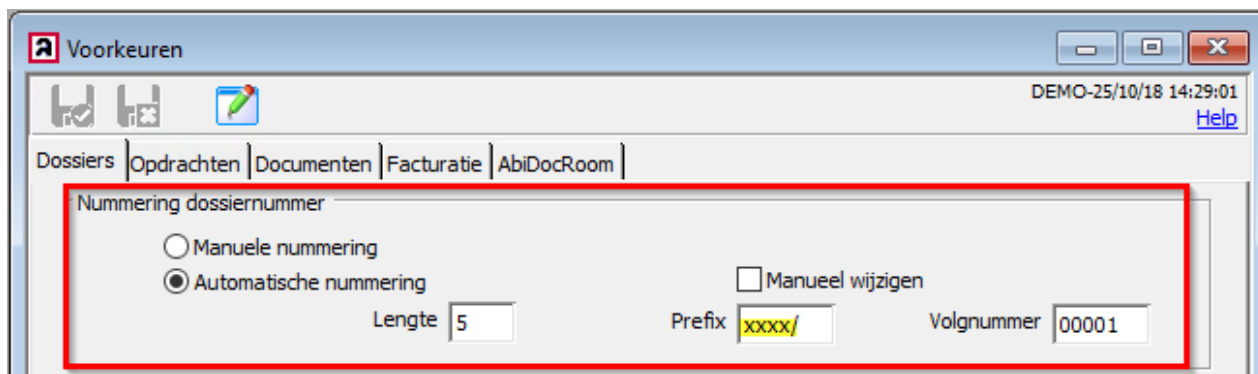 Voorkeuren
DEMO-25/10/18 14:29:01
Help
Dossiers Opdrachten Documenten Facturatie AbiDocRoom
Nummering dossiernummer
Manuele nummering
Automatische nummering Manueel wijzigen
Lengte 5 Prefix xxxx/ Volgnummer 00001